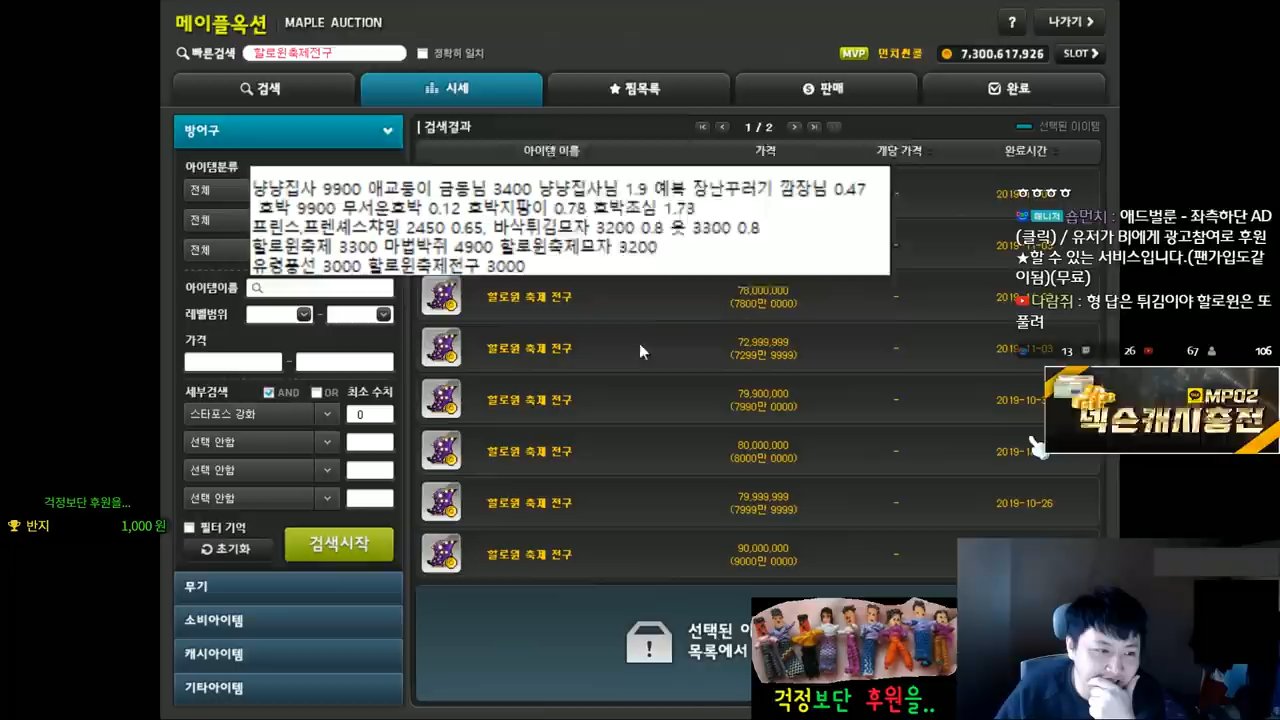 메이플옥션 MAPLE AUCTION
? 나가기
빠른검색 할로윈축제전구 정확히 일치
MVP 먼치싼쿨 7,300,617,926 SLOT
검색 시세 찜목록 판매 완료
방어구
검색결과 1 / 2 선택된 아이템
아이템 이름 가격 개당 가격 완료시간
아이템분류
전체
전체
전체
냥냥집사 9900 애교둥이 금동님 3400 냥냥집사님 1.9 예복 장난꾸러기 깜장님 0.47
호박 9900 무서운호박 0.12 호박지팡이 0.78 호박조심 1.73
프린스,프렌세스챠밍 2450 0.65, 바삭튀김모자 3200 0.8 옷 3300 0.8
할로윈축제 3300 마법박쥐 4900 할로윈축제모자 3200
유령풍선 3000 할로윈축제전구 3000
ㅎㅎㅎㅎ
매니저 숌먼치 : 애드벌룬 - 좌측하단 AD
(클릭) / 유저가 BJ에게 광고참여로 후원
★할 수 있는 서비스입니다.(팬가입도같
이됨)(무료)
다람쥐 : 형 답은 튀김이야 할로윈은 또
풀려
13 26 67 106
아이템이름
레벨범위 -
가격
-
세부검색 AND OR 최소 수치
스타포스 강화 0
선택 안함
선택 안함
선택 안함
필터 기억
초기화
검색시작
무기
소비아이템
캐시아이템
기타아이템
할로윈 축제 전구 78,000,000 -
(7800만 0000)
할로윈 축제 전구 72,999,999 - 2019-11-03
(7299만 9999)
할로윈 축제 전구 79,900,000 -
(7990만 0000)
할로윈 축제 전구 80,000,000 -
(8000만 0000)
할로윈 축제 전구 79,999,999 - 2019-10-26
(7999만 9999)
할로윈 축제 전구 90,000,000 -
(9000만 0000)
선택된
목록에서
MP02
넥슨캐시충전
걱정보단 후원을...
반지 1,000 원
걱정보단 후원을..